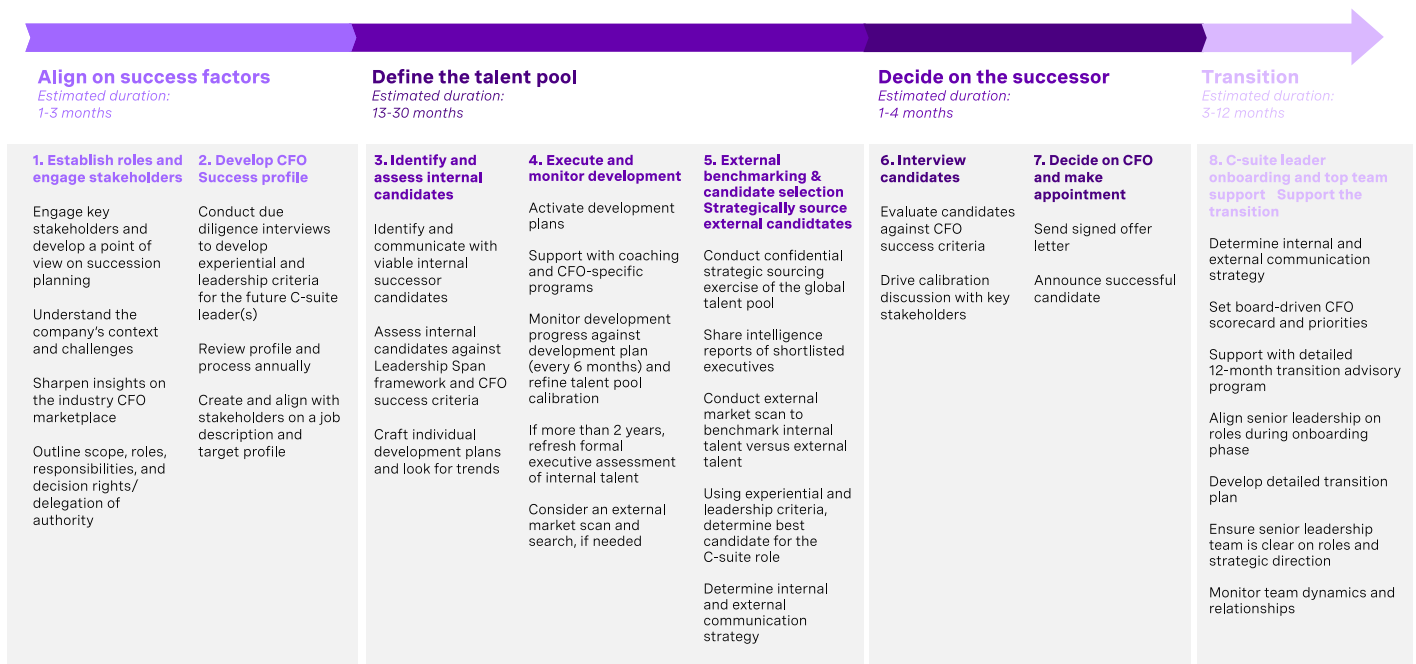 Align on success factors
Estimated duration:
1-3 months
Define the talent pool
Estimated duration:
13-30 months
Decide on the successor
Estimated duration:
1-4 months
Transition
Estimated duration:
3-12 months
1. Establish roles and
engage stakeholders
Engage key
stakeholders and
develop a point of
view on succession
planning
Understand the
company's context
and challenges
Sharpen insights on
the industry CFO
marketplace
Outline scope, roles,
responsibilities, and
decision rights/
delegation of
authority
2. Develop CFO
Success profile
Conduct due
diligence interviews
to develop
experiential and
leadership criteria
for the future C-suite
leader(s)
Review profile and
process annually
Create and align with
stakeholders on a job
description and
target profile
3. Identify and
assess internal
candidates
Identify and
communicate with
viable internal
successor
candidates
Assess internal
candidates against
Leadership Span
framework and CFO
success criteria
Craft individual
development plans
and look for trends
4. Execute and
monitor development
Activate development
plans
Support with coaching
and CFO-specific
programs
Monitor development
progress against
development plan
(every 6 months) and
refine talent pool
calibration
If more than 2 years,
refresh formal
executive assessment
of internal talent
Consider an external
market scan and
search, if needed
5. External
benchmarking &
candidate selection
Strategically source
external candidtates
Conduct confidential
strategic sourcing
exercise of the global
talent pool
Share intelligence
reports of shortlisted
executives
Conduct external
market scan to
benchmark internal
talent versus external
talent
Using experiential and
leadership criteria,
determine best
candidate for the
C-suite role
Determine internal
and external
communication
strategy
6. Interview
candidates
Evaluate candidates
against CFO
success criteria
Drive calibration
discussion with key
stakeholders
7. Decide on CFO
and make
appointment
Send signed offer
letter
Announce successful
candidate
8. C-suite leader
onboarding and top team
support Support the
transition
Determine internal and
external communication
strategy
Set board-driven CFO
scorecard and priorities
Support with detailed
12-month transition advisory
program
Align senior leadership on
roles during onboarding
phase
Develop detailed transition
plan
Ensure senior leadership
team is clear on roles and
strategic direction
Monitor team dynamics and
relationships